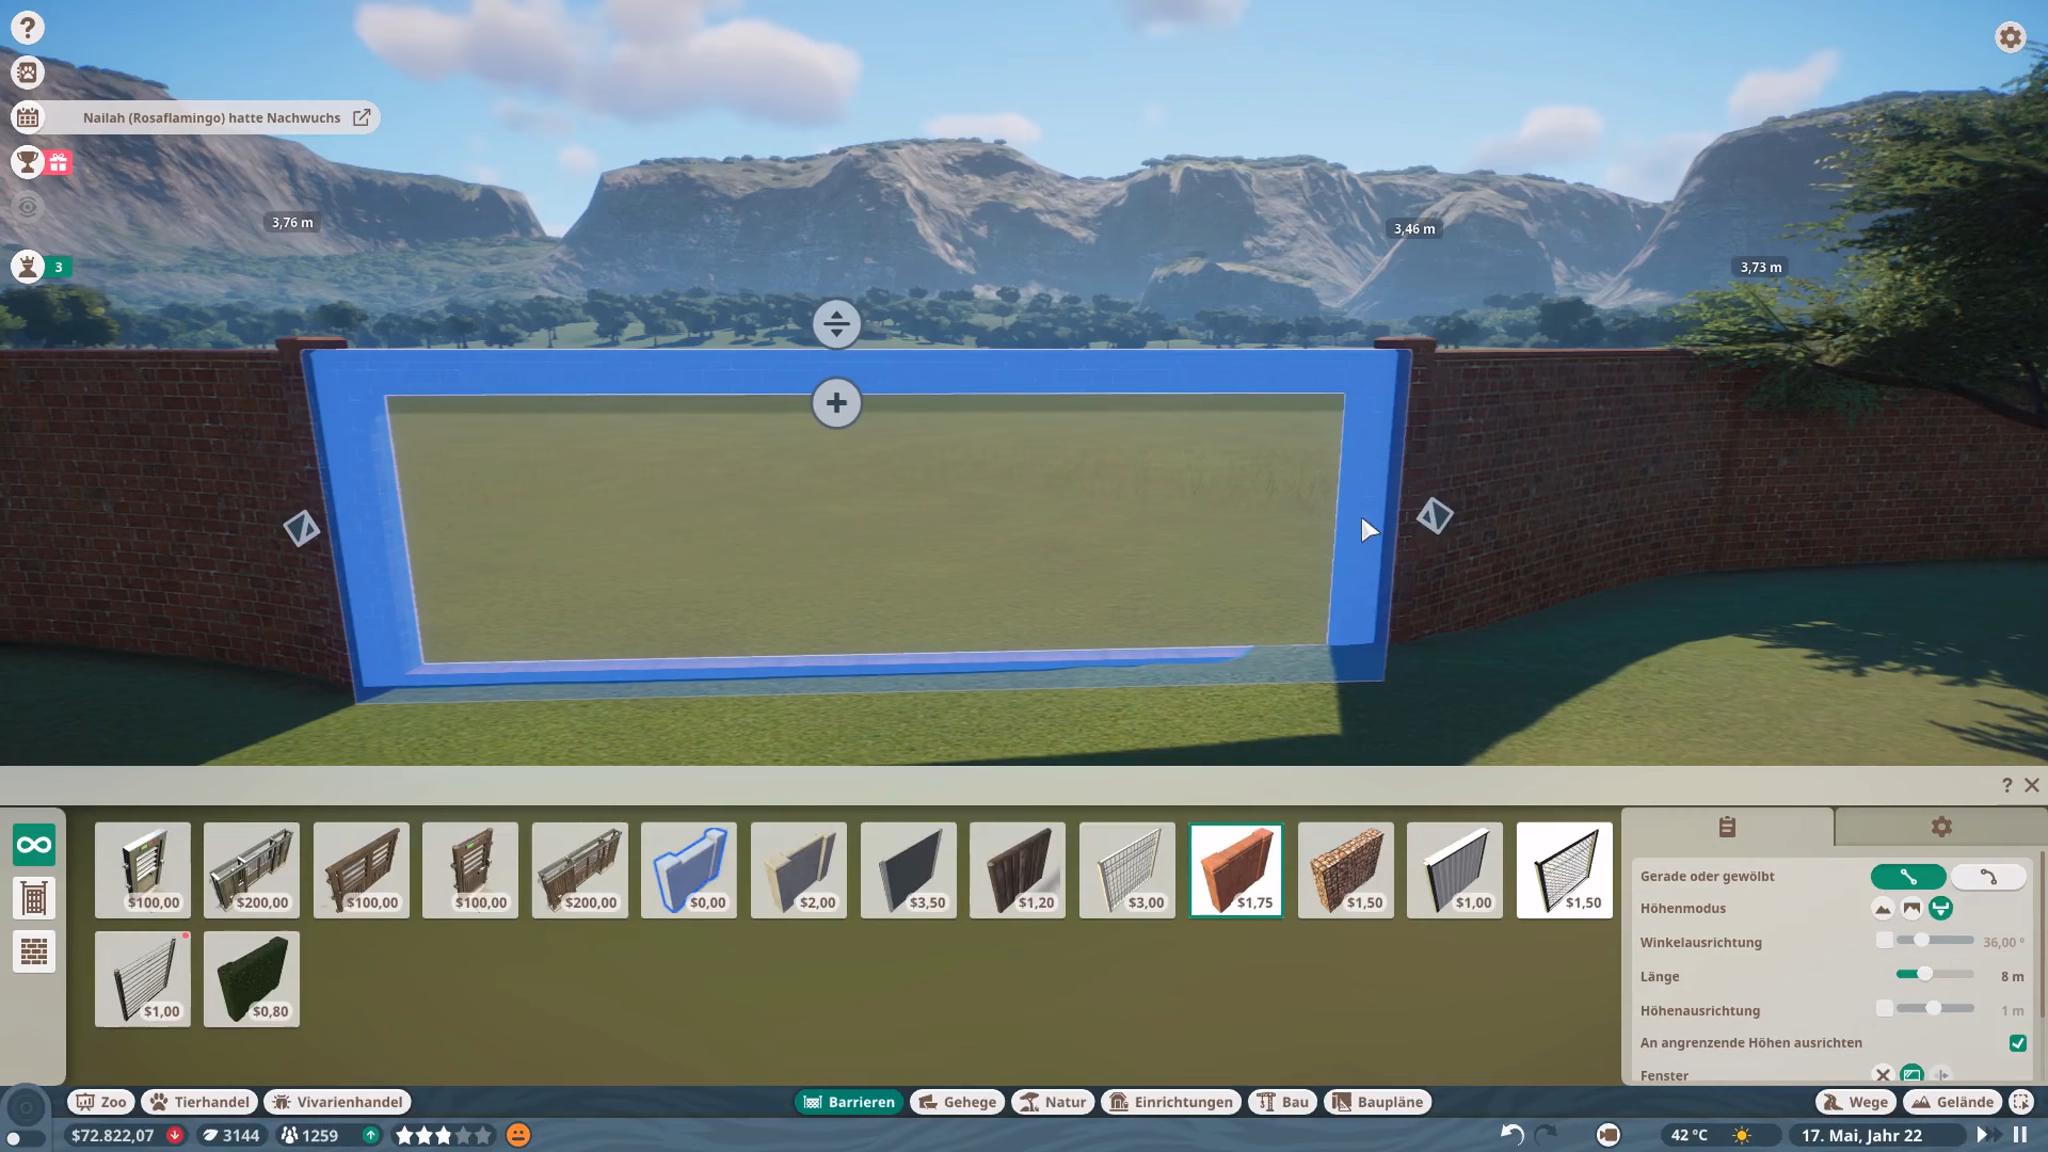 ?
Nailah (Rosaflamingo) hatte Nachwuchs
3
3,76 m
3,46 m
3,73 m
?
$100,00
$200,00
$100,00
$100,00
$200,00
$0,00
$2,00
$3,50
$1,20
$3,00
$1,75
$1,50
$1,00
$1,50
$1,00
$0,80
Gerade oder gewölbt
Höhenmodus
Winkelausrichtung 36,00 °
Länge 8 m
Höhenausrichtung 1 m
An angrenzende Höhen ausrichten
Fenster
Zoo Tierhandel Vivarienhandel Barrieren Gehege Natur Einrichtungen Bau Baupläne Wege Gelände
$72.822,07 3144 1259 42 °C 17. Mai, Jahr 22